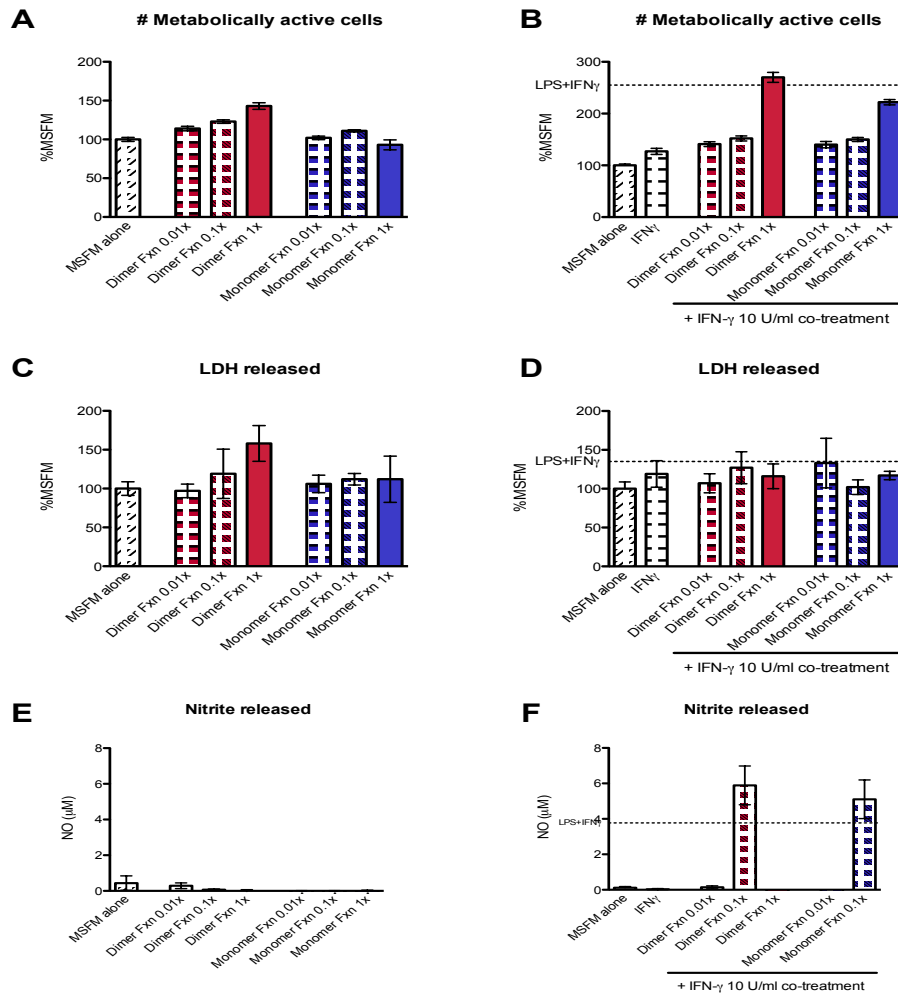 A
# Metabolically active cells
200
150
100
50
0
%MSFM
MSFM alone
Dimer Fxn 0.01x
Dimer Fxn 0.1x
Dimer Fxn 1x
Monomer Fxn 0.01x
Monomer Fxn 0.1x
Monomer Fxn 1x
B
# Metabolically active cells
300
LPS+IFNγ
200
100
0
%MSFM
MSFM alone
IFNγ
Dimer Fxn 0.01x
Dimer Fxn 0.1x
Dimer Fxn 1x
Monomer Fxn 0.01x
Monomer Fxn 0.1x
Monomer Fxn 1x
+ IFN-γ 10 U/ml co-treatment
C
LDH released
200
150
100
50
0
%MSFM
MSFM alone
Dimer Fxn 0.01x
Dimer Fxn 0.1x
Dimer Fxn 1x
Monomer Fxn 0.01x
Monomer Fxn 0.1x
Monomer Fxn 1x
D
LDH released
200
150
LPS+IFNγ
100
50
0
%MSFM
MSFM alone
IFNγ
Dimer Fxn 0.01x
Dimer Fxn 0.1x
Dimer Fxn 1x
Monomer Fxn 0.01x
Monomer Fxn 0.1x
Monomer Fxn 1x
+ IFN-γ 10 U/ml co-treatment
E
Nitrite released
8
6
4
2
0
NO (μM)
MSFM alone
Dimer Fxn 0.01x
Dimer Fxn 0.1x
Dimer Fxn 1x
Monomer Fxn 0.01x
Monomer Fxn 0.1x
Monomer Fxn 1x
F
Nitrite released
8
6
4
LPS+IFNγ
2
0
NO (μM)
MSFM alone
IFNγ
Dimer Fxn 0.01x
Dimer Fxn 0.1x
Dimer Fxn 1x
Monomer Fxn 0.01x
Monomer Fxn 0.1x
+ IFN-γ 10 U/ml co-treatment